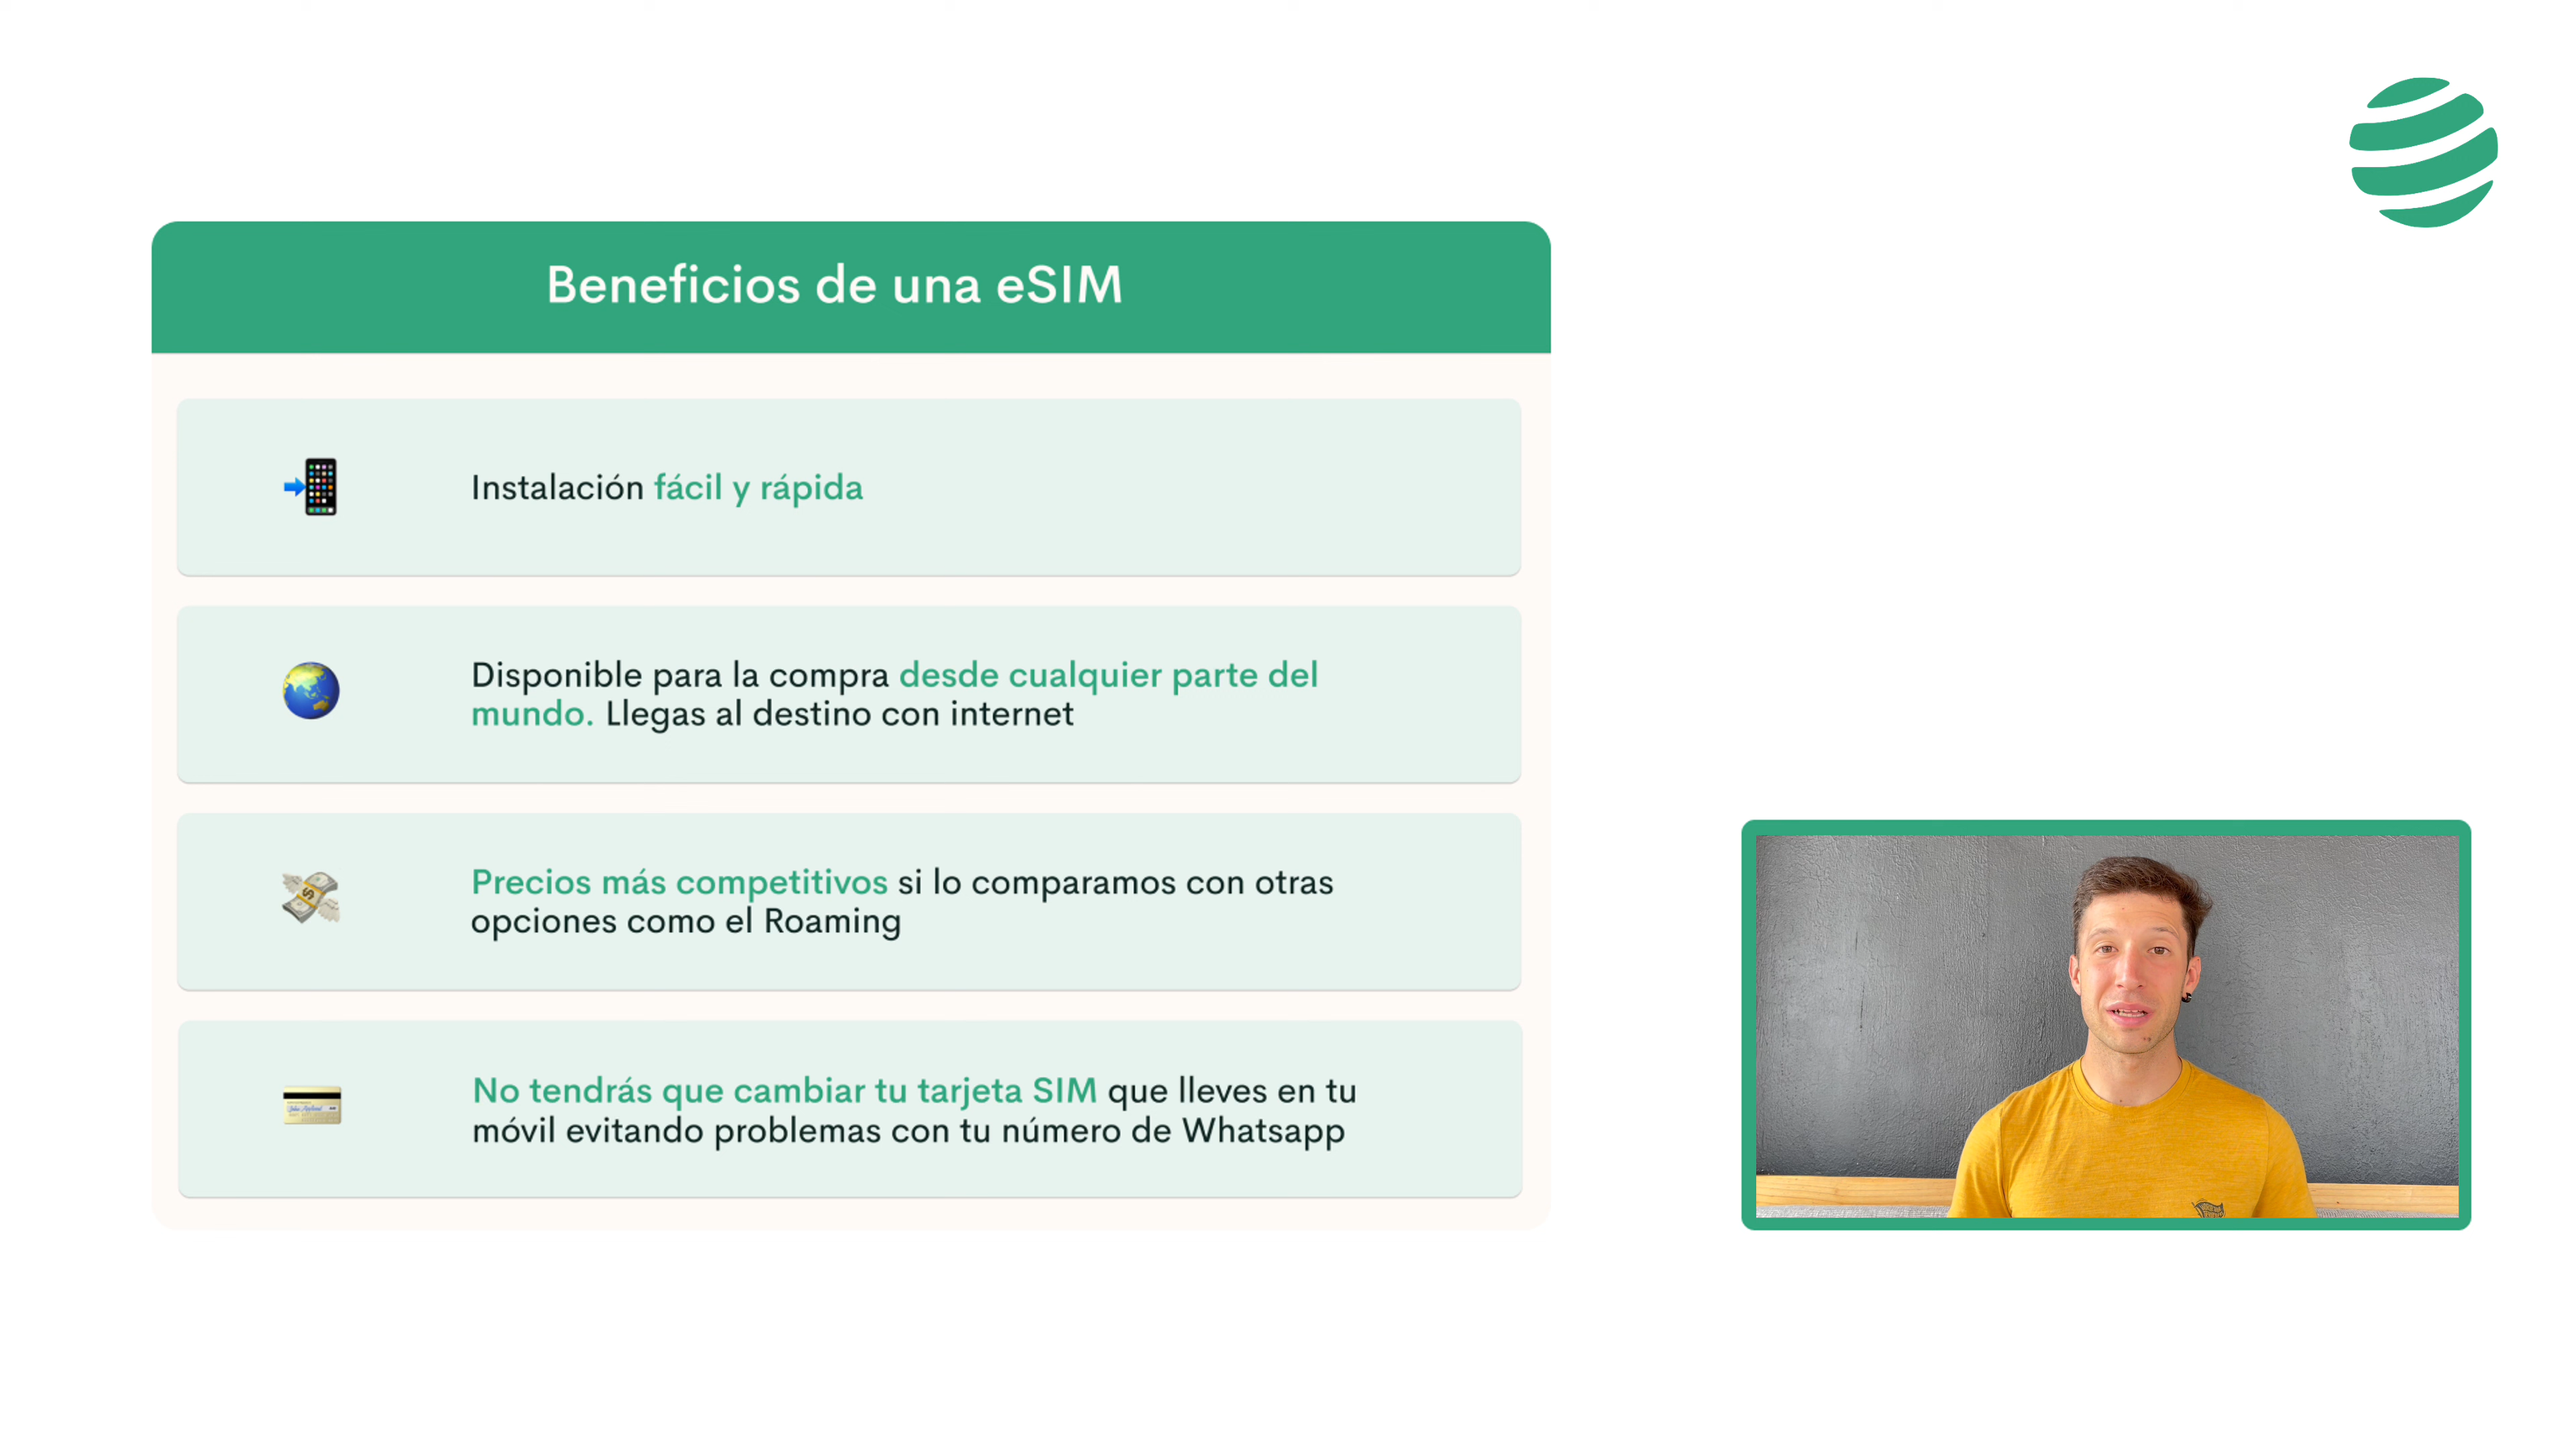 Beneficios de una eSIM
Instalación fácil y rápida
Disponible para la compra desde cualquier parte del
mundo. Llegas al destino con internet
Precios más competitivos si lo comparamos con otras
opciones como el Roaming
No tendrás que cambiar tu tarjeta SIM que lleves en tu
móvil evitando problemas con tu número de Whatsapp